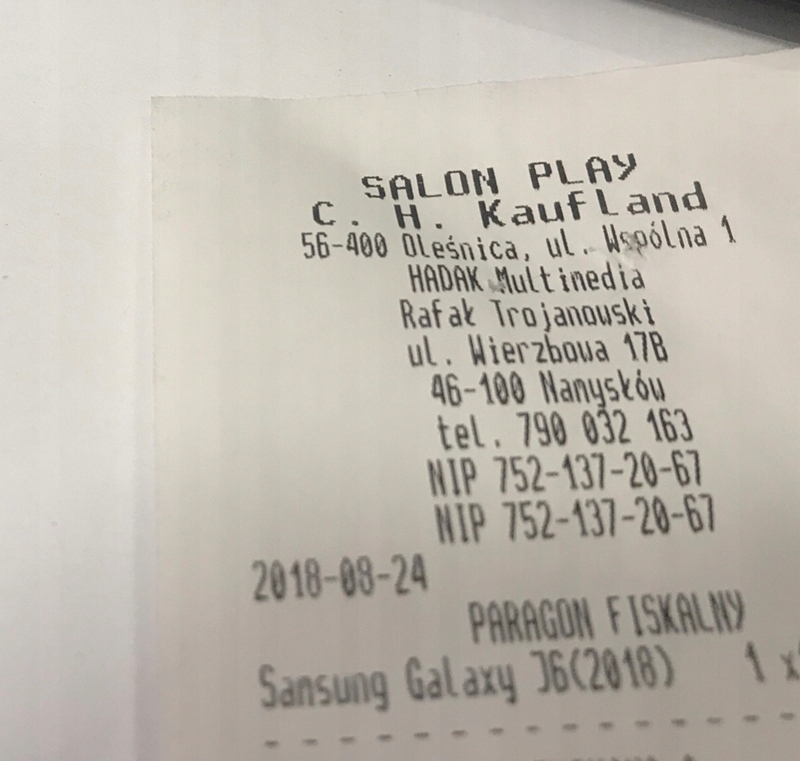 SALON PLAY
C. H. Kaufland
56-400 Oleśnica, ul. Wspólna 1
HADAK Multimedia
Rafał Trojanowski
ul. Wierzbowa 17B
46-100 Namysłów
tel. 790 032 163
NIP 752-137-20-67
NIP 752-137-20-67
2018-08-24
PARAGON FISKALNY
Samsung Galaxy J6(2018) 1 x